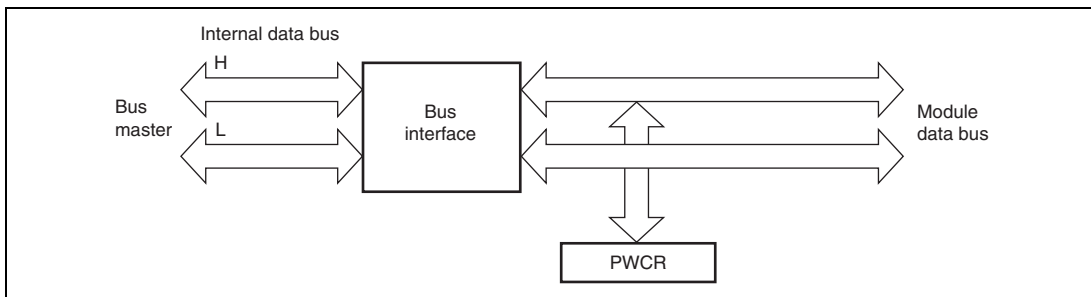 Internal data bus
H
Bus
master
L
Bus
interface
Module
data bus
PWCR